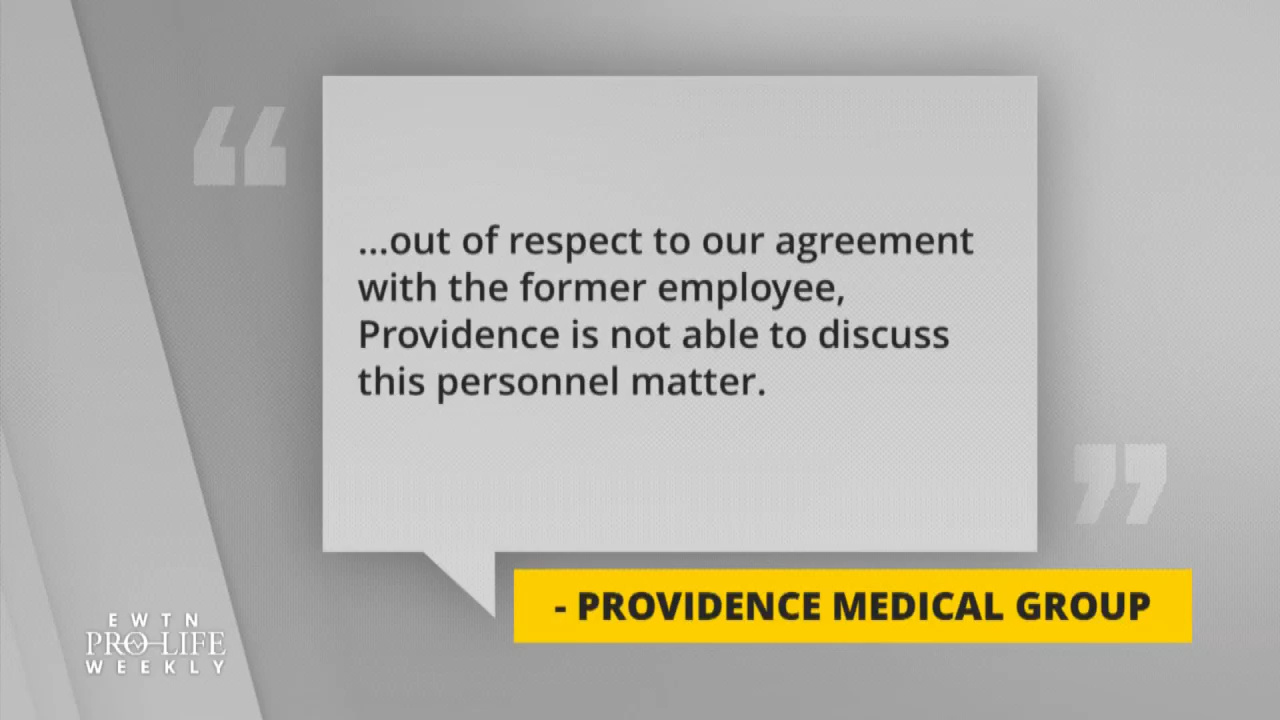 ...out of respect to our agreement
with the former employee,
Providence is not able to discuss
this personnel matter.
- PROVIDENCE MEDICAL GROUP
EWTN
PRO-LIFE
WEEKLY